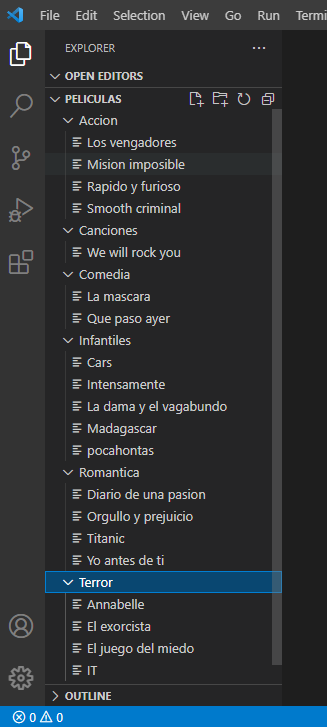 File Edit Selection View Go Run Termi
EXPLORER ...
OPEN EDITORS
PELICULAS
Accion
Los vengadores
Mision imposible
Rapido y furioso
Smooth criminal
Canciones
We will rock you
Comedia
La mascara
Que paso ayer
Infantiles
Cars
Intensamente
La dama y el vagabundo
Madagascar
pocahontas
Romantica
Diario de una pasion
Orgullo y prejuicio
Titanic
Yo antes de ti
Terror
Annabelle
El exorcista
El juego del miedo
IT
OUTLINE
0 0